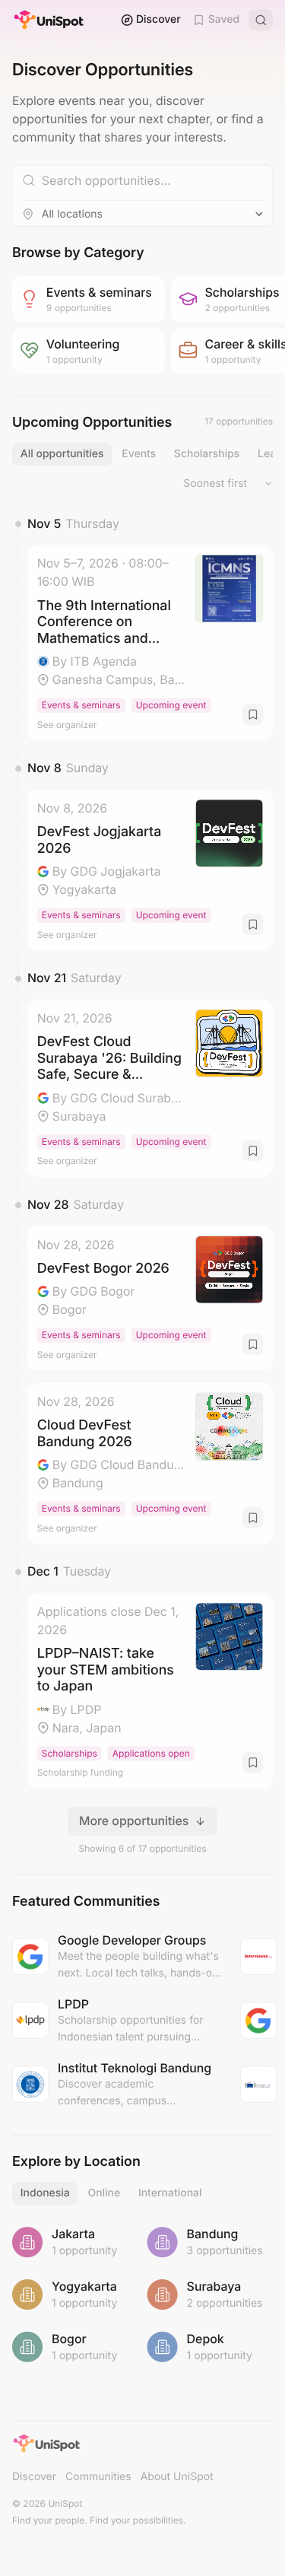 UniSpot
Discover
Saved
Discover Opportunities
Explore events near you, discover
opportunities for your next chapter, or find a
community that shares your interests.
Search opportunities...
All locations
Browse by Category
Events & seminars
9 opportunities
Scholarships
2 opportunities
Volunteering
1 opportunity
Career & skills
1 opportunity
Upcoming Opportunities
17 opportunities
All opportunities
Events
Scholarships
Lea
Soonest first
Nov 5 Thursday
Nov 5–7, 2026 · 08:00–
16:00 WIB
The 9th International
Conference on
Mathematics and...
By ITB Agenda
Ganesha Campus, Ba...
Events & seminars
Upcoming event
See organizer
ICMNS
Nov 8 Sunday
Nov 8, 2026
DevFest Jogjakarta
2026
By GDG Jogjakarta
Yogyakarta
Events & seminars
Upcoming event
See organizer
DevFest
Nov 21 Saturday
Nov 21, 2026
DevFest Cloud
Surabaya '26: Building
Safe, Secure &...
By GDG Cloud Surab...
Surabaya
Events & seminars
Upcoming event
See organizer
DevFest
Nov 28 Saturday
Nov 28, 2026
DevFest Bogor 2026
By GDG Bogor
Bogor
Events & seminars
Upcoming event
See organizer
DevFest
Nov 28, 2026
Cloud DevFest
Bandung 2026
By GDG Cloud Bandu...
Bandung
Events & seminars
Upcoming event
See organizer
Cloud
DevFest
COMING SOON
Dec 1 Tuesday
Applications close Dec 1,
2026
LPDP–NAIST: take
your STEM ambitions
to Japan
By LPDP
Nara, Japan
Scholarships
Applications open
Scholarship funding
More opportunities ↓
Showing 6 of 17 opportunities
Featured Communities
Google Developer Groups
Meet the people building what's
next. Local tech talks, hands-o...
LPDP
Scholarship opportunities for
Indonesian talent pursuing...
lpdp
Institut Teknologi Bandung
Discover academic
conferences, campus...
Explore by Location
Indonesia
Online
International
Jakarta
1 opportunity
Bandung
3 opportunities
Yogyakarta
1 opportunity
Surabaya
2 opportunities
Bogor
1 opportunity
Depok
1 opportunity
UniSpot
Discover
Communities
About UniSpot
© 2026 UniSpot
Find your people. Find your possibilities.